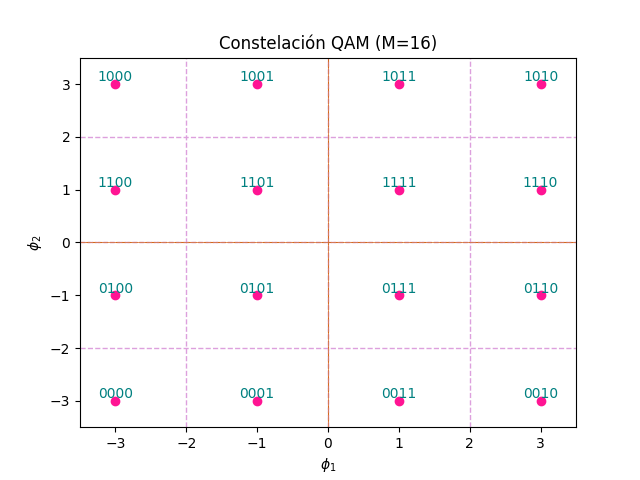 Constelación QAM (M=16)
3 1000 1001 1011 1010
2
1 1100 1101 1111 1110
0
ϕ2
−1 0100 0101 0111 0110
−2
−3 0000 0001 0011 0010
−3 −2 −1 0 1 2 3
ϕ1